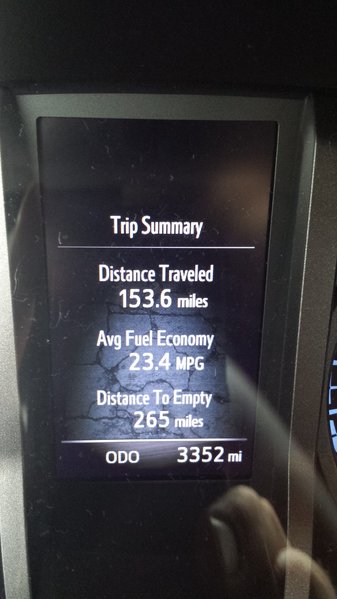 Trip Summary
Distance Traveled
153.6 miles
Avg Fuel Economy
23.4 MPG
Distance To Empty
265 miles
ODO 3352 mi